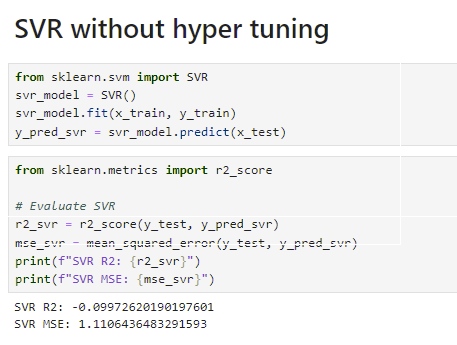 SVR without hyper tuning
from sklearn.svm import SVR
svr_model = SVR()
svr_model.fit(x_train, y_train)
y_pred_svr = svr_model.predict(x_test)
from sklearn.metrics import r2_score
# Evaluate SVR
r2_svr = r2_score(y_test, y_pred_svr)
mse_svr = mean_squared_error(y_test, y_pred_svr)
print(f"SVR R2: {r2_svr}")
print(f"SVR MSE: {mse_svr}")
SVR R2: -0.09972620190197601
SVR MSE: 1.1106436483291593